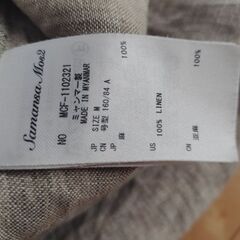 Samansa Mos2
NO MCF-1102321
ミャンマー製
MADE IN MYANMAR
JP SIZE M
CN 号型 160/84 A
JP 麻 100%
US 100% LINEN
CN 亚麻 100%